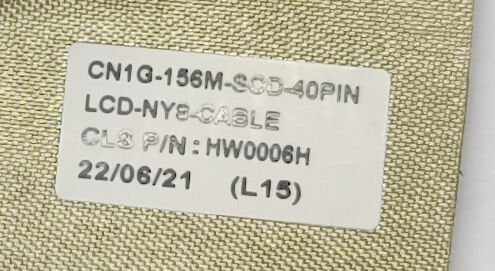 CN1G-156M-SCD-40PIN
LCD-NY8-CABLE
CLS P/N : HW0006H
22/06/21 (L15)